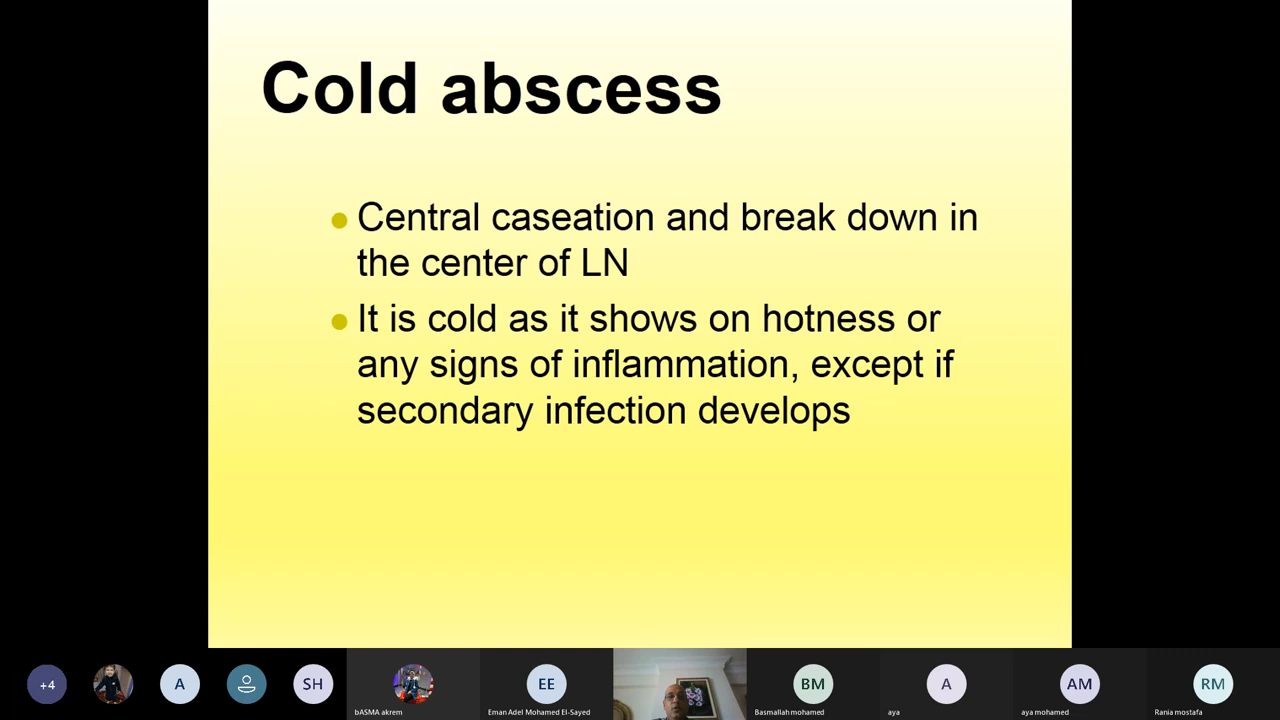 Cold abscess
Central caseation and break down in
the center of LN
It is cold as it shows on hotness or
any signs of inflammation, except if
secondary infection develops
+4
A
SH
bASMA akrem
EE
Eman Adel Mohamed El-Sayed
BM
Basmallah mohamed
A
aya
AM
aya mohamed
RM
Rania mostafa